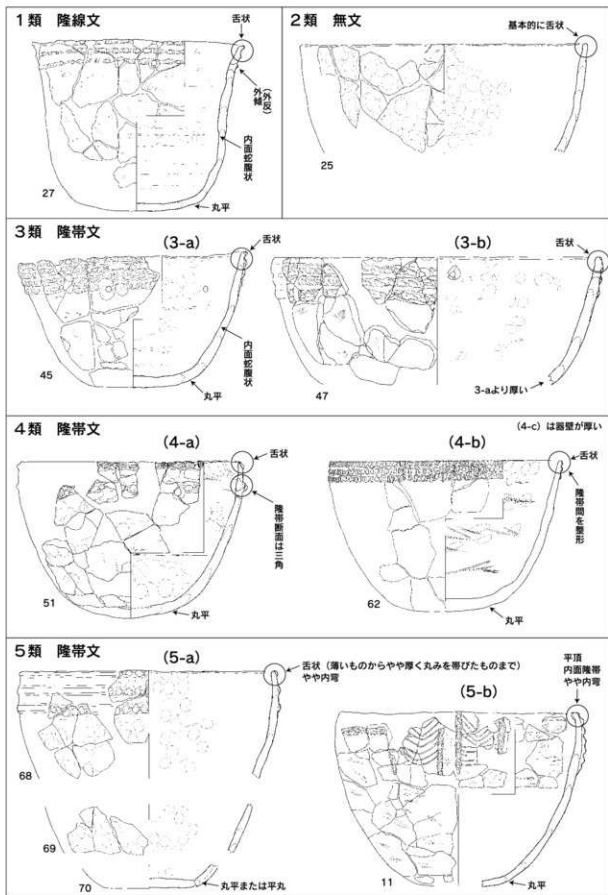 1類 隆線文
舌状
(外反)
外傾
内面蛇腹状
丸平
27
2類 無文
基本的に舌状
25
3類 隆帯文
(3-a)
舌状
内面蛇腹状
丸平
45
(3-b)
舌状
3-aより厚い
47
4類 隆帯文
(4-a)
舌状
隆帯断面は三角
丸平
51
(4-c)は器壁が厚い
(4-b)
舌状
隆帯間を整形
丸平
62
5類 隆帯文
(5-a)
舌状（薄いものからやや厚く丸みを帯びたものまで）
やや内弯
68
69
70
丸平または平丸
(5-b)
平頂
内面隆帯
やや内弯
11
丸平